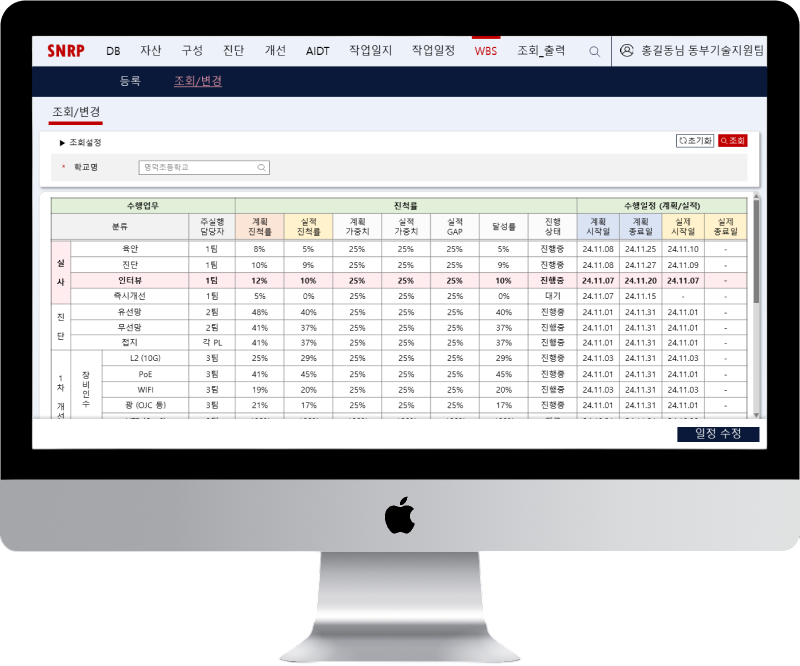 SNRP DB 자산 구성 진단 개선 AIDT 작업일지 작업일정 WBS 조회_출력 홍길동님 동부기술지원팀
등록 조회/변경
조회/변경
▶ 조회설정 초기화 조회
* 학교명 명덕초등학교
수행업무 진척률 수행일정 (계획/실적)
분류 주실행 담당자 계획 진척률 실적 진척률 계획 가중치 실적 가중치 실적 GAP 달성률 진행 상태 계획 시작일 계획 종료일 실제 시작일 실제 종료일
실사 육안 1팀 8% 5% 25% 25% 25% 5% 진행중 24.11.08 24.11.25 24.11.10 -
진단 1팀 10% 9% 25% 25% 25% 9% 진행중 24.11.08 24.11.27 24.11.09 -
인터뷰 1팀 12% 10% 25% 25% 25% 10% 진행중 24.11.07 24.11.20 24.11.07 -
즉시개선 1팀 5% 0% 25% 25% 25% 0% 대기 24.11.07 24.11.15 - -
진단 유선망 2팀 48% 40% 25% 25% 25% 40% 진행중 24.11.01 24.11.31 24.11.01 -
무선망 2팀 41% 37% 25% 25% 25% 37% 진행중 24.11.01 24.11.31 24.11.01 -
접지 각 PL 41% 37% 25% 25% 25% 37% 진행중 24.11.01 24.11.31 24.11.01 -
1차 개선 장비인수 L2 (10G) 3팀 25% 29% 25% 25% 25% 29% 진행중 24.11.03 24.11.31 24.11.03 -
PoE 3팀 41% 45% 25% 25% 25% 45% 진행중 24.11.01 24.11.31 24.11.01 -
WIFI 3팀 19% 20% 25% 25% 25% 20% 진행중 24.11.03 24.11.31 24.11.03 -
광 (OJC 등) 3팀 21% 17% 25% 25% 25% 17% 진행중 24.11.01 24.11.31 24.11.01 -
일정 수정